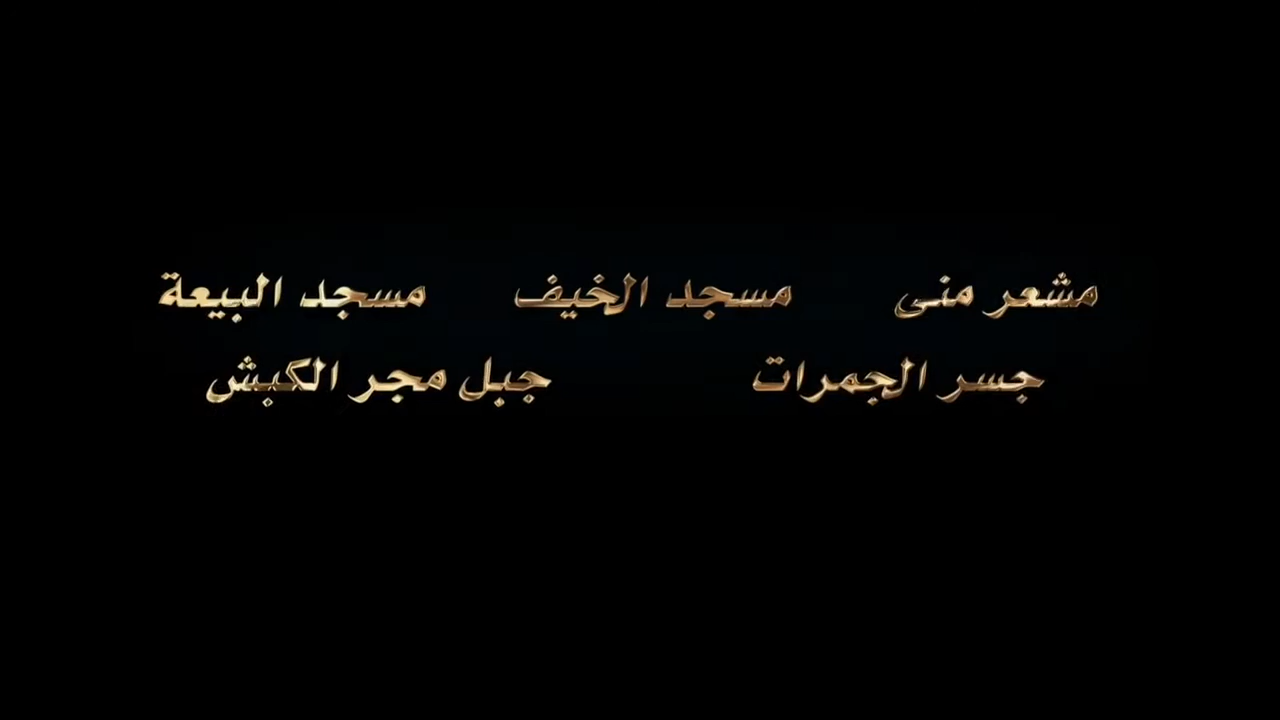 مشعر منى مسجد الخيف مسجد البيعة
جسر الجمرات جبل مجر الكبش